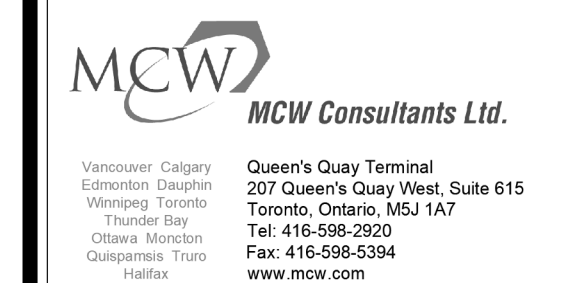 MCW
MCW Consultants Ltd.
Vancouver Calgary
Edmonton Dauphin
Winnipeg Toronto
Thunder Bay
Ottawa Moncton
Quispamsis Truro
Halifax
Queen's Quay Terminal
207 Queen's Quay West, Suite 615
Toronto, Ontario, M5J 1A7
Tel: 416-598-2920
Fax: 416-598-5394
www.mcw.com